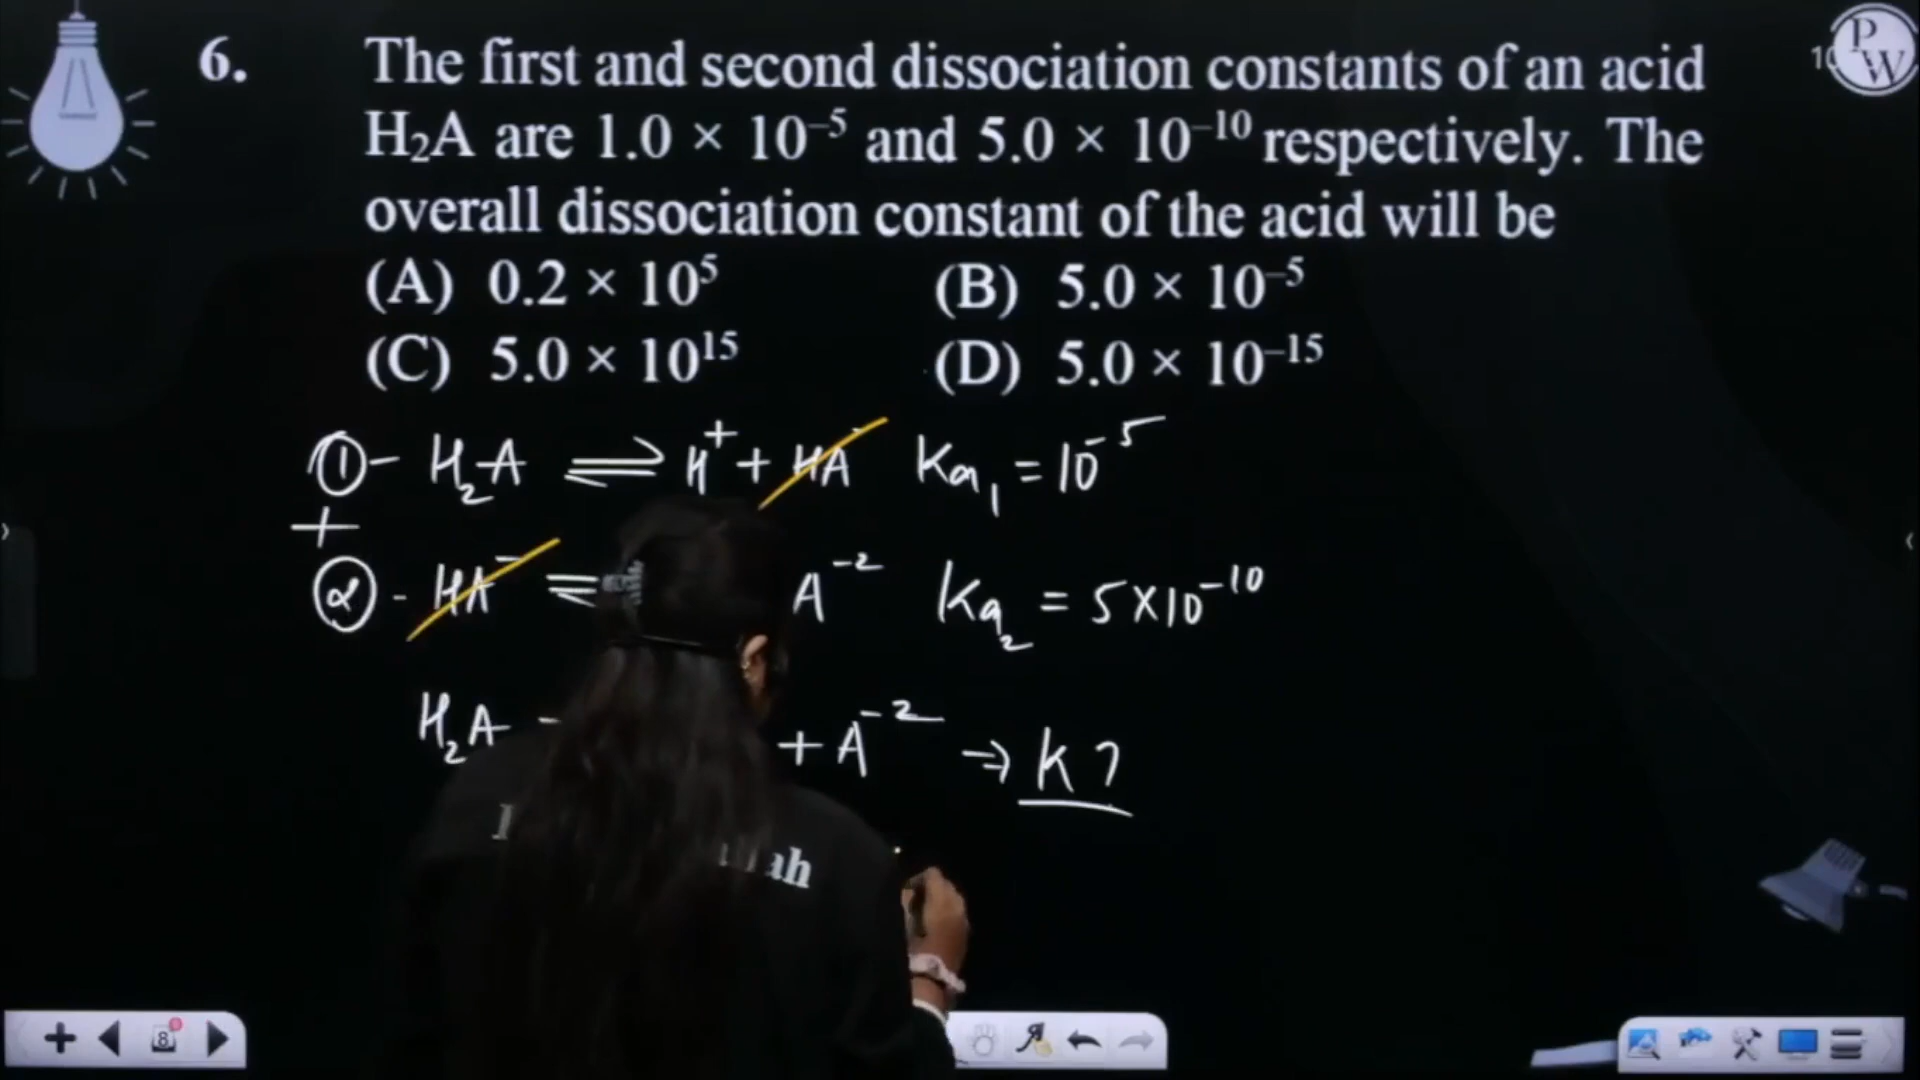 6. The first and second dissociation constants of an acid
H₂A are 1.0 × 10⁻⁵ and 5.0 × 10⁻¹⁰ respectively. The
overall dissociation constant of the acid will be
(A) 0.2 × 10⁵ (B) 5.0 × 10⁻⁵
(C) 5.0 × 10¹⁵ (D) 5.0 × 10⁻¹⁵
① - H₂A ⇌ H⁺ + HA⁻ Ka₁ = 10⁻⁵
+
② - HA⁻ A⁻² Ka₂ = 5 × 10⁻¹⁰
H₂A + A⁻² → K ?
PW
8